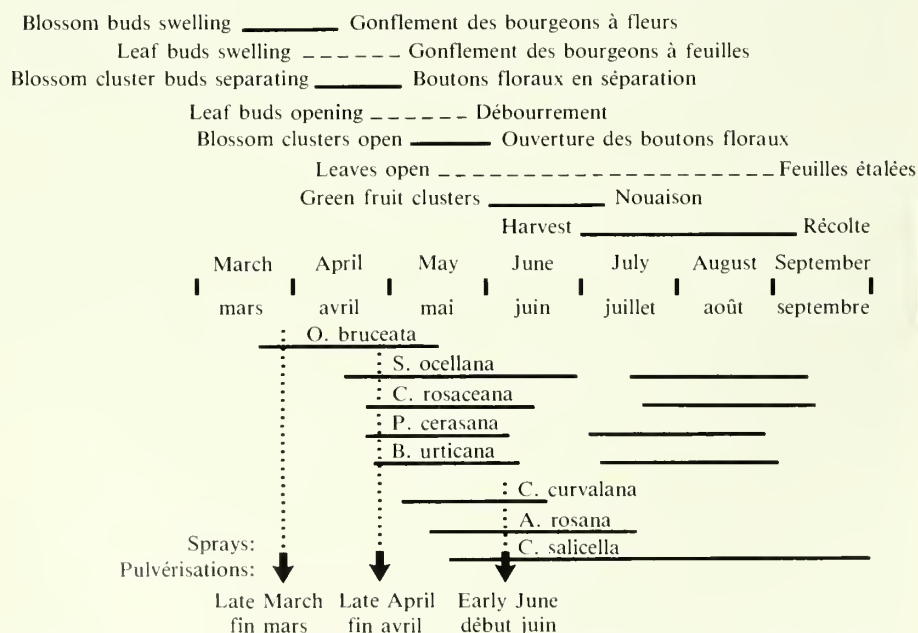 Blossom buds swelling Gonflement des bourgeons à fleurs
Leaf buds swelling Gonflement des bourgeons à feuilles
Blossom cluster buds separating Boutons floraux en séparation
Leaf buds opening Débourrement
Blossom clusters open Ouverture des boutons floraux
Leaves open Feuilles étalées
Green fruit clusters Nouaison
Harvest Récolte
March April May June July August September
mars avril mai juin juillet août septembre
O. bruceata
S. ocellana
C. rosaceana
P. cerasana
B. urticana
C. curvalana
A. rosana
C. salicella
Sprays:
Pulvérisations:
Late March Late April Early June
fin mars fin avril début juin